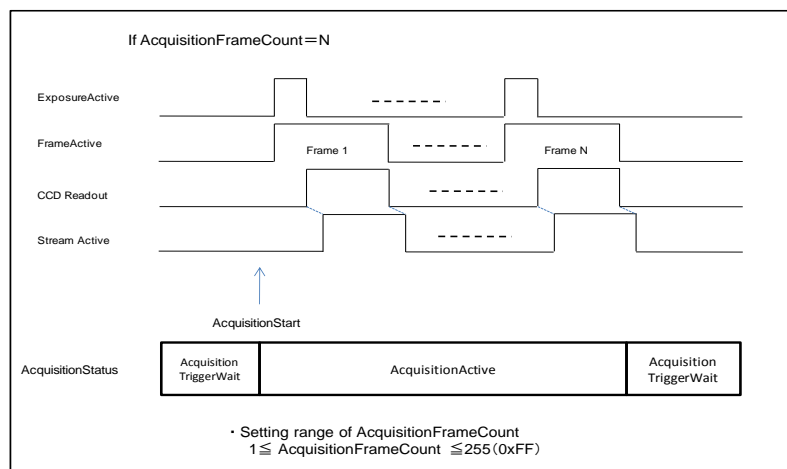 If AcquisitionFrameCount＝N
ExposureActive
FrameActive
Frame 1
Frame N
CCD Readout
Stream Active
AcquisitionStart
AcquisitionStatus
Acquisition
TriggerWait
AcquisitionActive
Acquisition
TriggerWait
・ Setting range of AcquisitionFrameCount
1≦ AcquisitionFrameCount ≦255(0xFF)